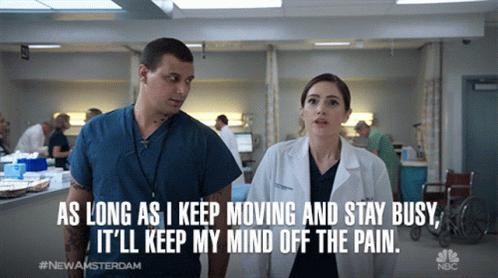 AS LONG AS I KEEP MOVING AND STAY BUSY,
IT'LL KEEP MY MIND OFF THE PAIN.
#NEWAMSTERDAM
NBC